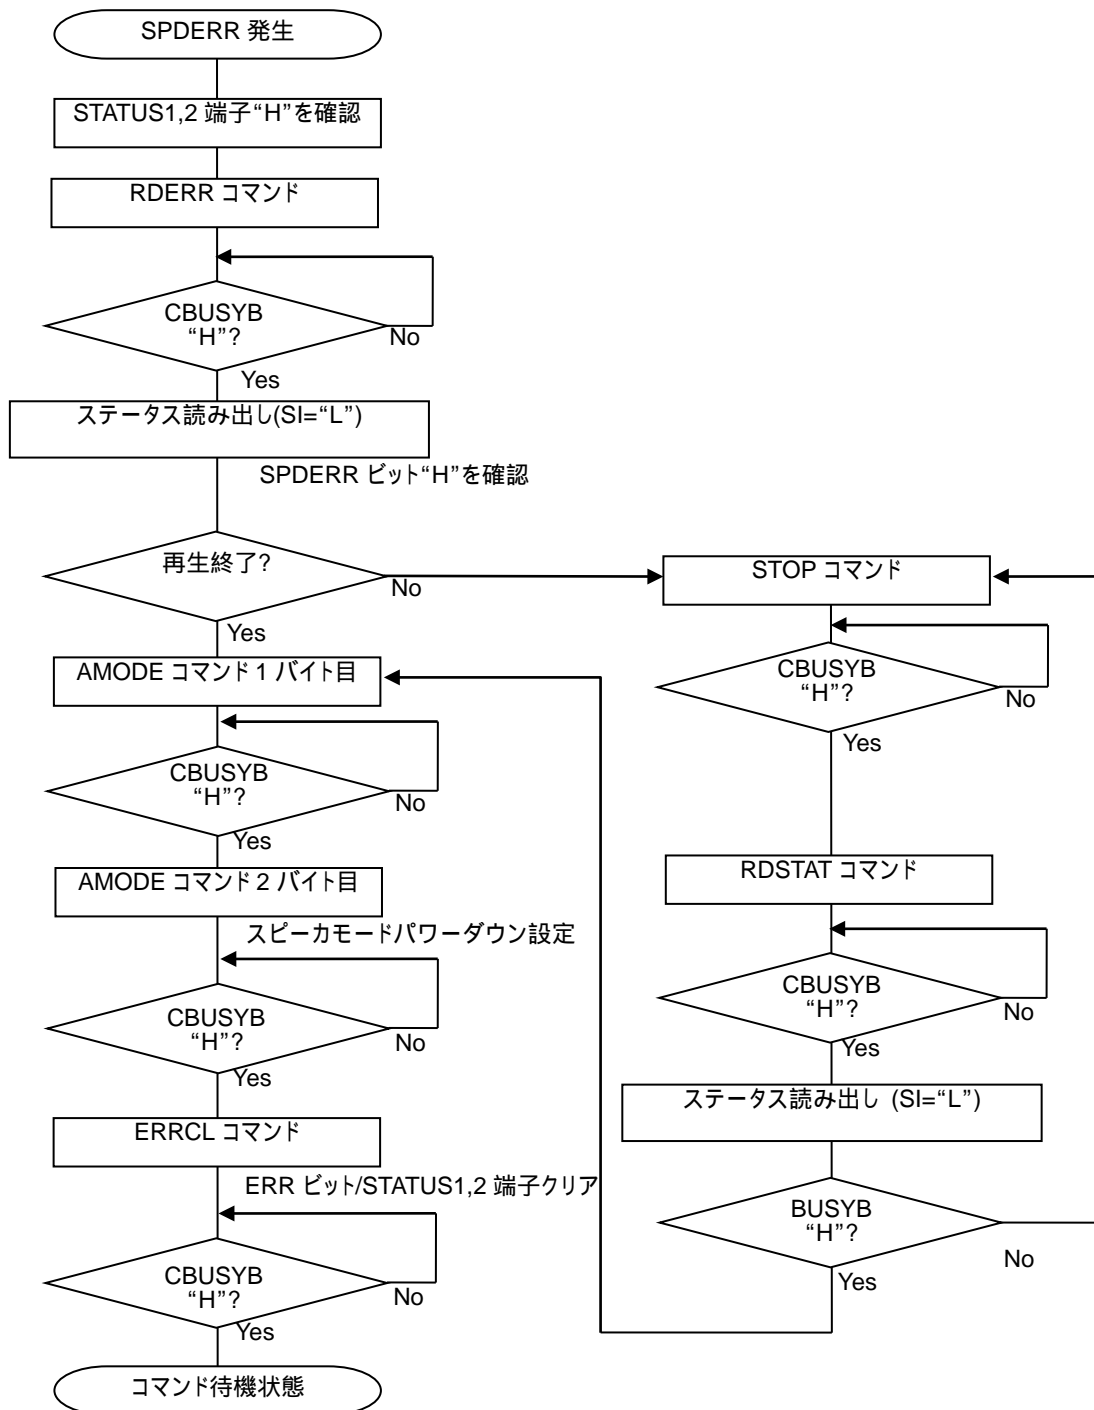 SPDERR 発生
STATUS1,2 端子“H”を確認
RDERR コマンド
CBUSYB
“H”?
No
Yes
ステータス読み出し(SI=“L”)
SPDERR ビット“H”を確認
再生終了?
No
Yes
AMODE コマンド 1 バイト目
CBUSYB
“H”?
No
Yes
AMODE コマンド 2 バイト目
スピーカモードパワーダウン設定
CBUSYB
“H”?
No
Yes
ERRCL コマンド
ERR ビット/STATUS1,2 端子クリア
CBUSYB
“H”?
No
Yes
コマンド待機状態
STOP コマンド
CBUSYB
“H”?
No
Yes
RDSTAT コマンド
CBUSYB
“H”?
No
Yes
ステータス読み出し (SI=“L”)
BUSYB
“H”?
No
Yes